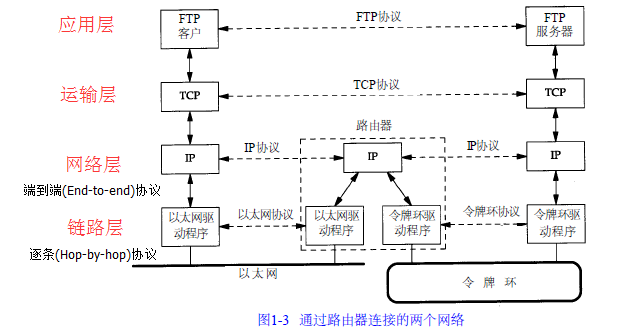 应用层
FTP
客户
FTP协议
FTP
服务器
运输层
TCP
TCP协议
TCP
路由器
网络层
IP
IP协议
IP
IP协议
IP
端到端(End-to-end)协议
链路层
以太网驱
动程序
以太网协议
以太网驱
动程序
令牌环驱
动程序
令牌环协议
令牌环驱
动程序
逐条(Hop-by-hop)协议
以太网
令牌环
图1-3 通过路由器连接的两个网络